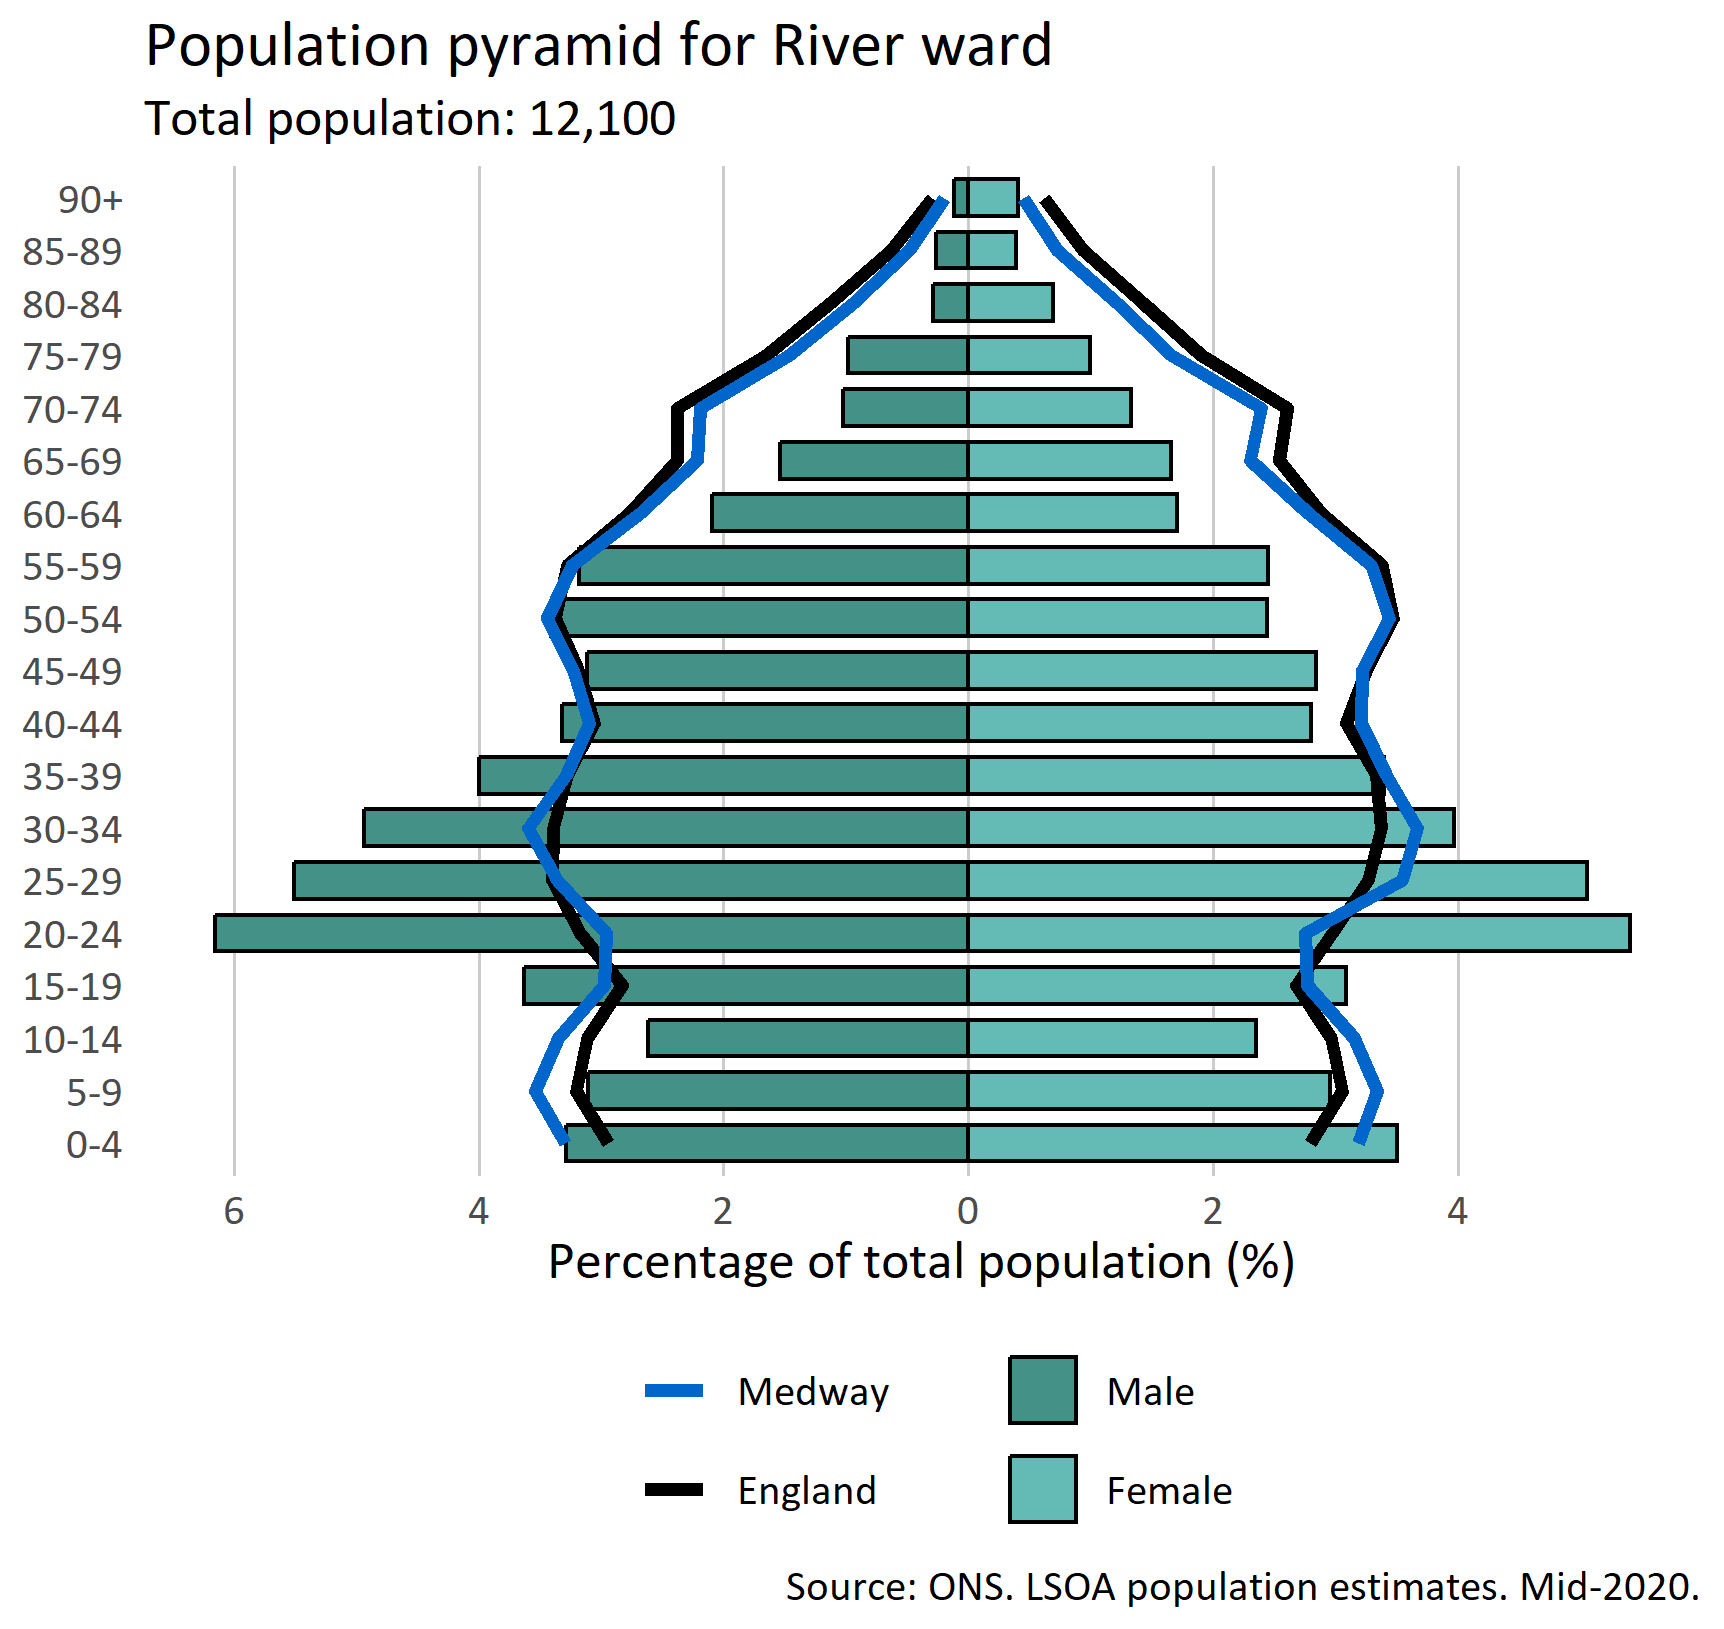 Population pyramid for River ward
Total population: 12,100
90+
85-89
80-84
75-79
70-74
65-69
60-64
55-59
50-54
45-49
40-44
35-39
30-34
25-29
20-24
15-19
10-14
5-9
0-4
6 4 2 0 2 4
Percentage of total population (%)
Medway Male
England Female
Source: ONS. LSOA population estimates. Mid-2020.